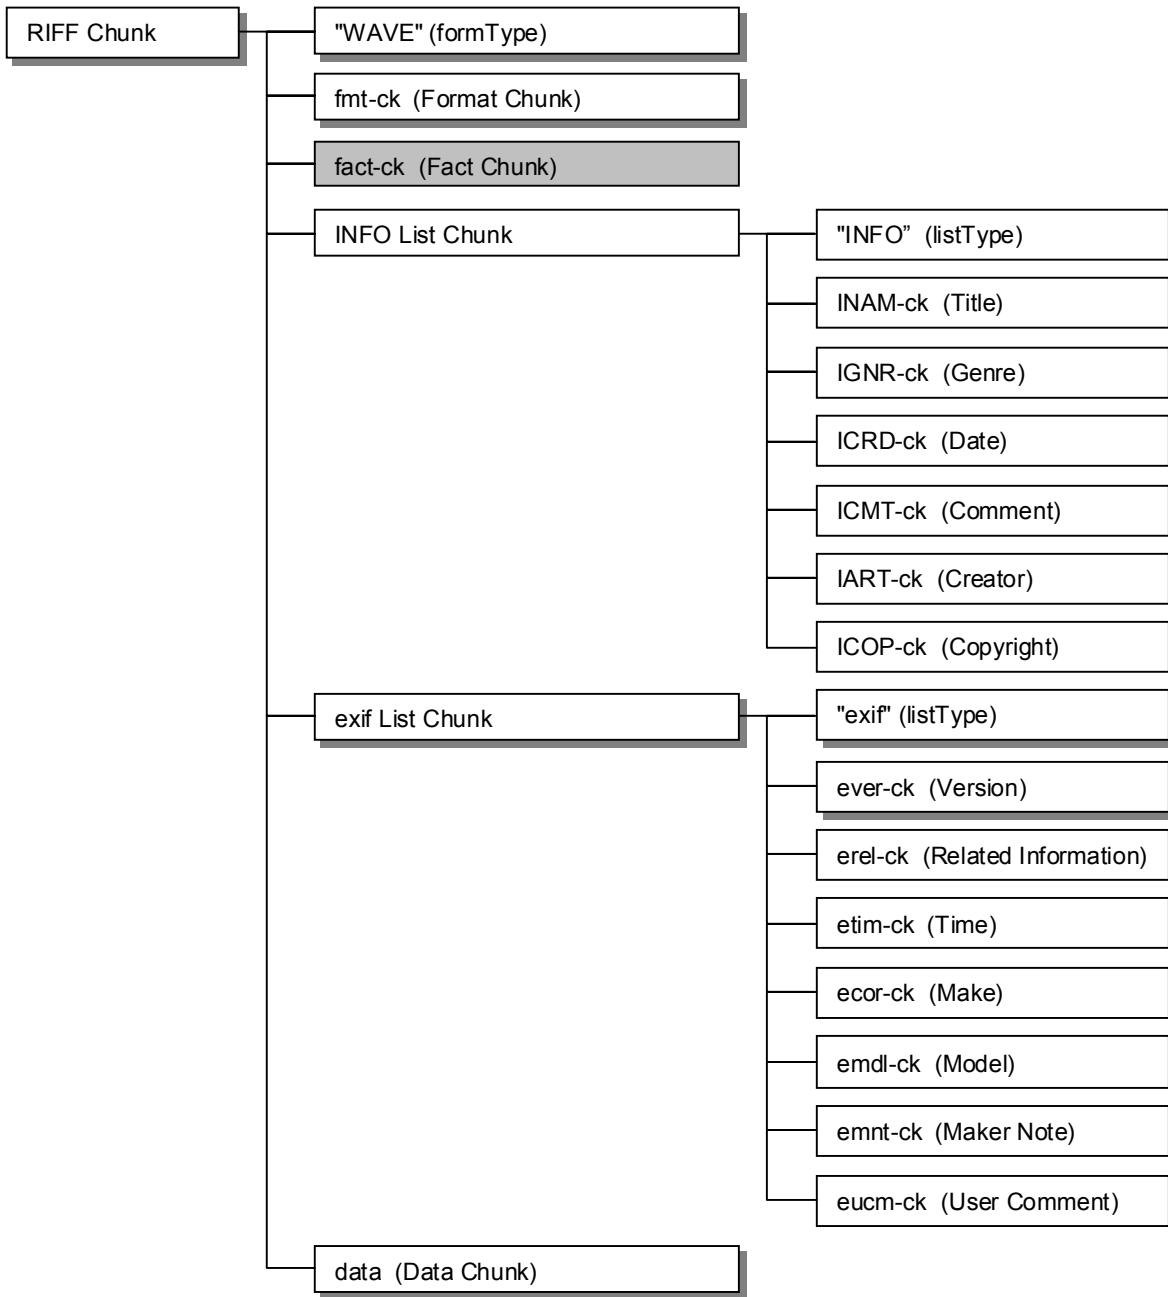 RIFF Chunk
"WAVE" (formType)
fmt-ck (Format Chunk)
fact-ck (Fact Chunk)
INFO List Chunk
"INFO” (listType)
INAM-ck (Title)
IGNR-ck (Genre)
ICRD-ck (Date)
ICMT-ck (Comment)
IART-ck (Creator)
ICOP-ck (Copyright)
exif List Chunk
"exif" (listType)
ever-ck (Version)
erel-ck (Related Information)
etim-ck (Time)
ecor-ck (Make)
emdl-ck (Model)
emnt-ck (Maker Note)
eucm-ck (User Comment)
data (Data Chunk)